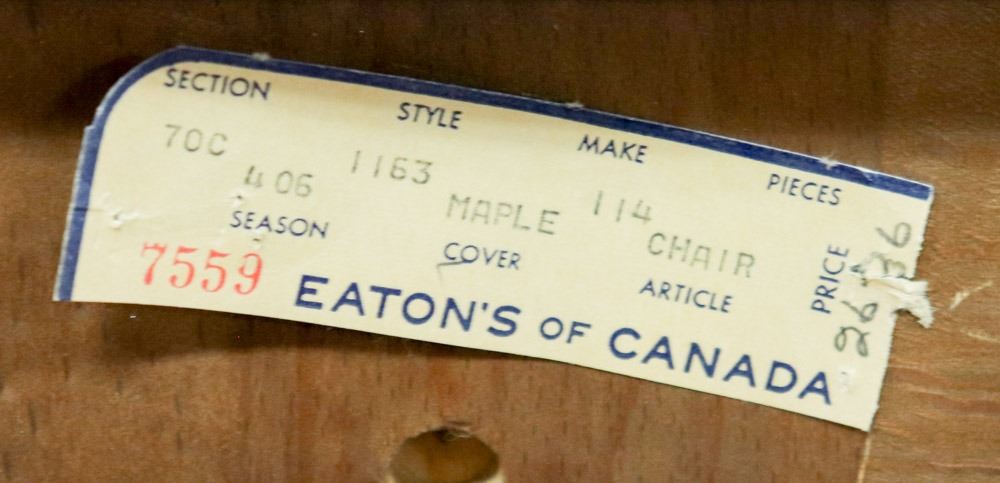 SECTION STYLE MAKE PIECES
70C 1163 114
406 MAPLE CHAIR
SEASON COVER ARTICLE PRICE
7559
EATON'S OF CANADA